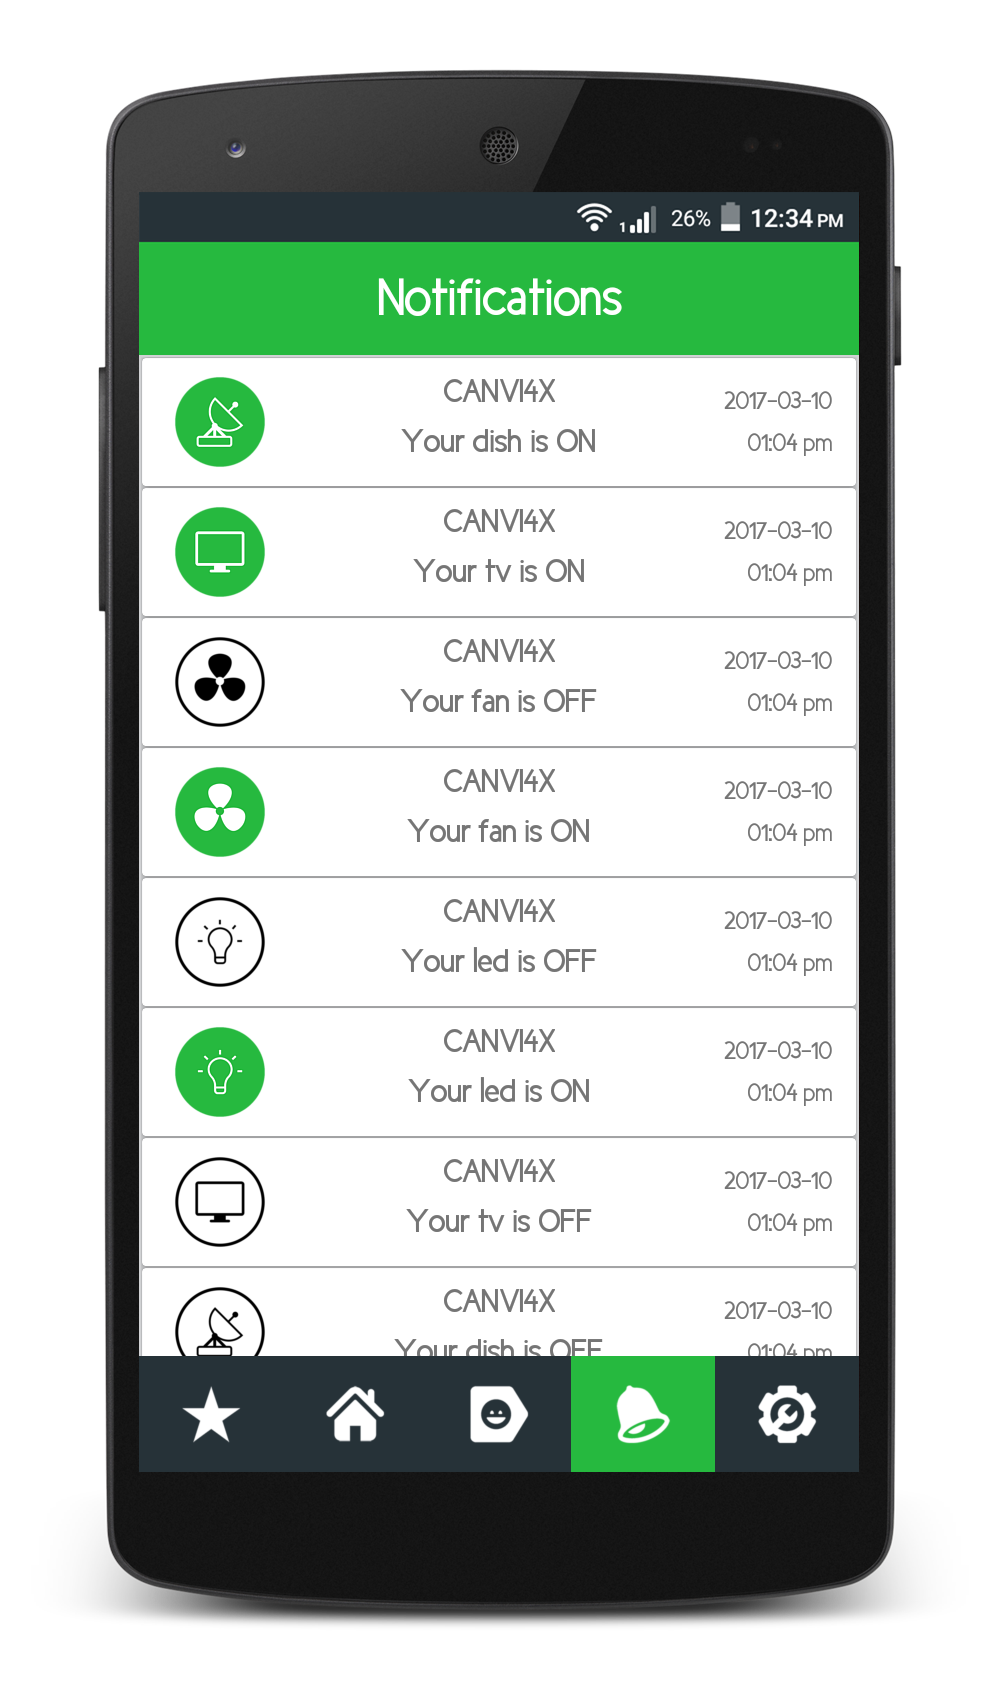 1 26% 12:34 PM
Notifications
CANVI4X
2017-03-10
Your dish is ON
01:04 pm
CANVI4X
2017-03-10
Your tv is ON
01:04 pm
CANVI4X
2017-03-10
Your fan is OFF
01:04 pm
CANVI4X
2017-03-10
Your fan is ON
01:04 pm
CANVI4X
2017-03-10
Your led is OFF
01:04 pm
CANVI4X
2017-03-10
Your led is ON
01:04 pm
CANVI4X
2017-03-10
Your tv is OFF
01:04 pm
CANVI4X
2017-03-10
Your dish is OFF
01:04 pm